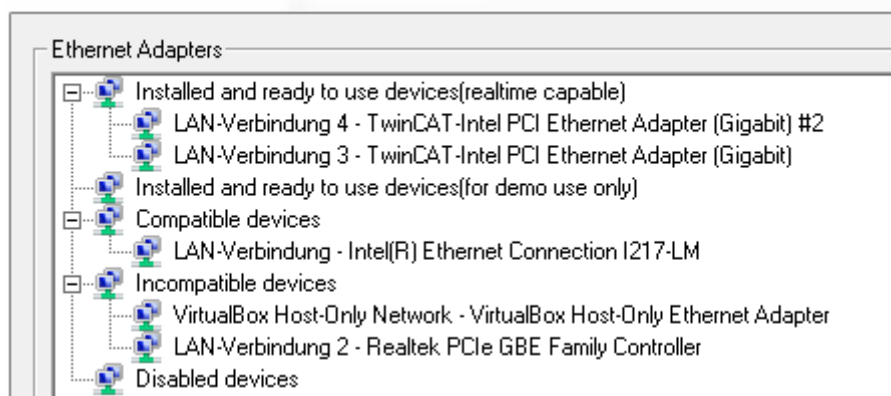 Ethernet Adapters
Installed and ready to use devices(realtime capable)
LAN-Verbindung 4 - TwinCAT-Intel PCI Ethernet Adapter (Gigabit) #2
LAN-Verbindung 3 - TwinCAT-Intel PCI Ethernet Adapter (Gigabit)
Installed and ready to use devices(for demo use only)
Compatible devices
LAN-Verbindung - Intel(R) Ethernet Connection I217-LM
Incompatible devices
VirtualBox Host-Only Network - VirtualBox Host-Only Ethernet Adapter
LAN-Verbindung 2 - Realtek PCIe GBE Family Controller
Disabled devices